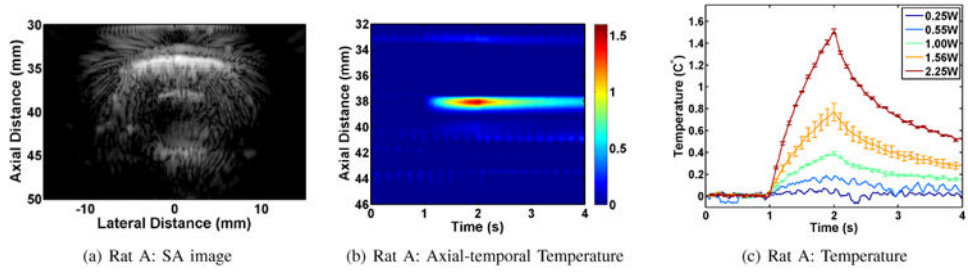 30
35
40
45
50
Axial Distance (mm)
-10
0
10
Lateral Distance (mm)
(a) Rat A: SA image
32
34
36
38
40
42
44
46
Axial Distance (mm)
0
1
2
3
4
Time (s)
1.5
1
0.5
0
(b) Rat A: Axial-temporal Temperature
1.6
1.4
1.2
1
0.8
0.6
0.4
0.2
0
Temperature (C°)
0
1
2
3
4
Time (s)
0.25W
0.55W
1.00W
1.56W
2.25W
(c) Rat A: Temperature